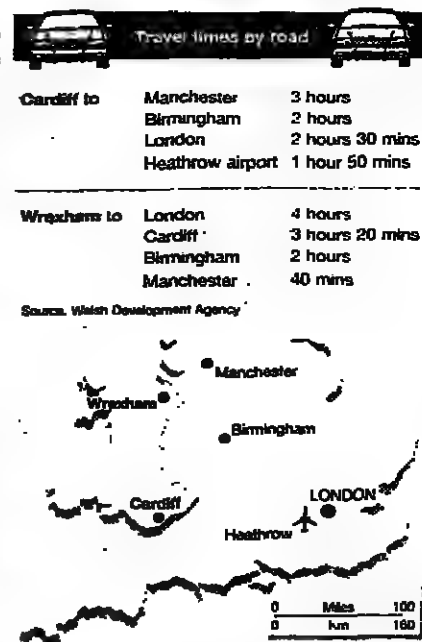 Travel times by road
Cardiff to Manchester 3 hours
Birmingham 2 hours
London 2 hours 30 mins
Heathrow airport 1 hour 50 mins
Wrexham to London 4 hours
Cardiff 3 hours 20 mins
Birmingham 2 hours
Manchester 40 mins
Source. Welsh Development Agency
Manchester
Wrexham
Birmingham
Cardiff
LONDON
Heathrow
0 Miles 100
0 km 160